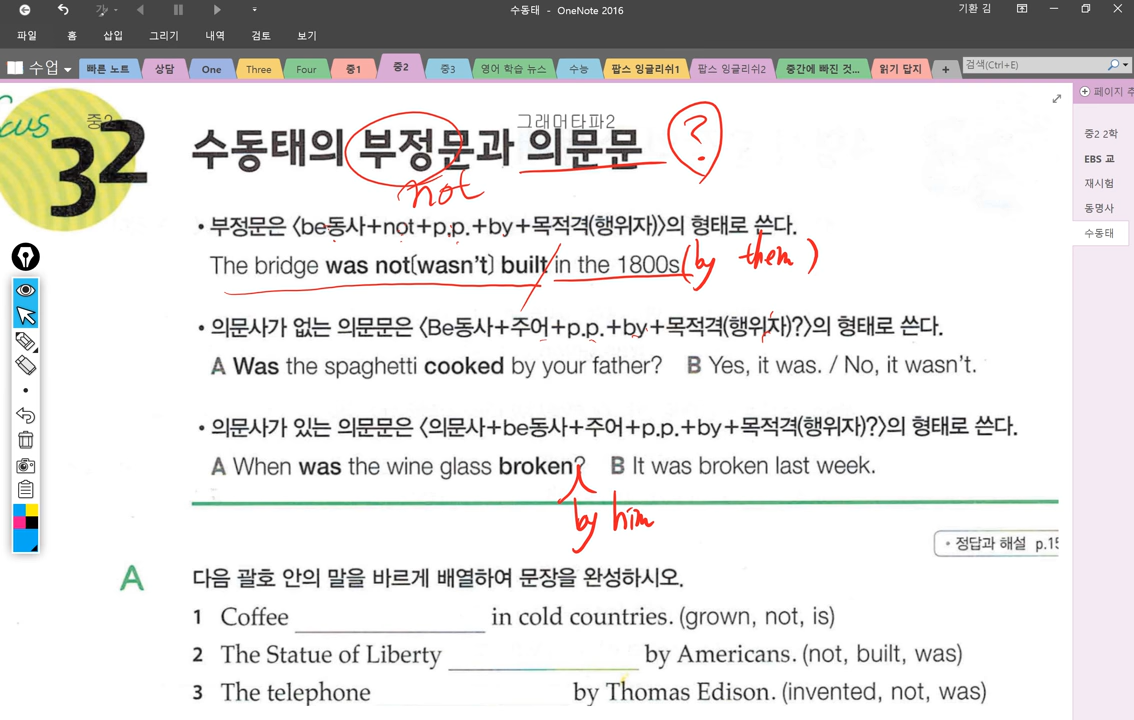 수동태 - OneNote 2016
기환 김
파일 홈 삽입 그리기 내역 검토 보기
수업 빠른 노트 상담 One Three Four 중1 중2 중3 영어 학습 뉴스 수능 팝스 잉글리쉬1 팝스 잉글리쉬2 중간에 빠진 것... 읽기 답지 + 검색(Ctrl+E)
페이지 추
중2 2학
EBS 교
재시험
동명사
수동태
cus 중2 그래머타파2
32 수동태의 부정문과 의문문 ?
not
• 부정문은 〈be동사+not+p.p.+by+목적격(행위자)〉의 형태로 쓴다.
The bridge was not[wasn't] built in the 1800s (by them)
• 의문사가 없는 의문문은 〈Be동사+주어+p.p.+by+목적격(행위자)?〉의 형태로 쓴다.
A Was the spaghetti cooked by your father? B Yes, it was. / No, it wasn't.
• 의문사가 있는 의문문은 〈의문사+be동사+주어+p.p.+by+목적격(행위자)?〉의 형태로 쓴다.
A When was the wine glass broken? B It was broken last week.
by him
• 정답과 해설 p.15
A 다음 괄호 안의 말을 바르게 배열하여 문장을 완성하시오.
1 Coffee ____ in cold countries. (grown, not, is)
2 The Statue of Liberty ____ by Americans. (not, built, was)
3 The telephone ____ by Thomas Edison. (invented, not, was)